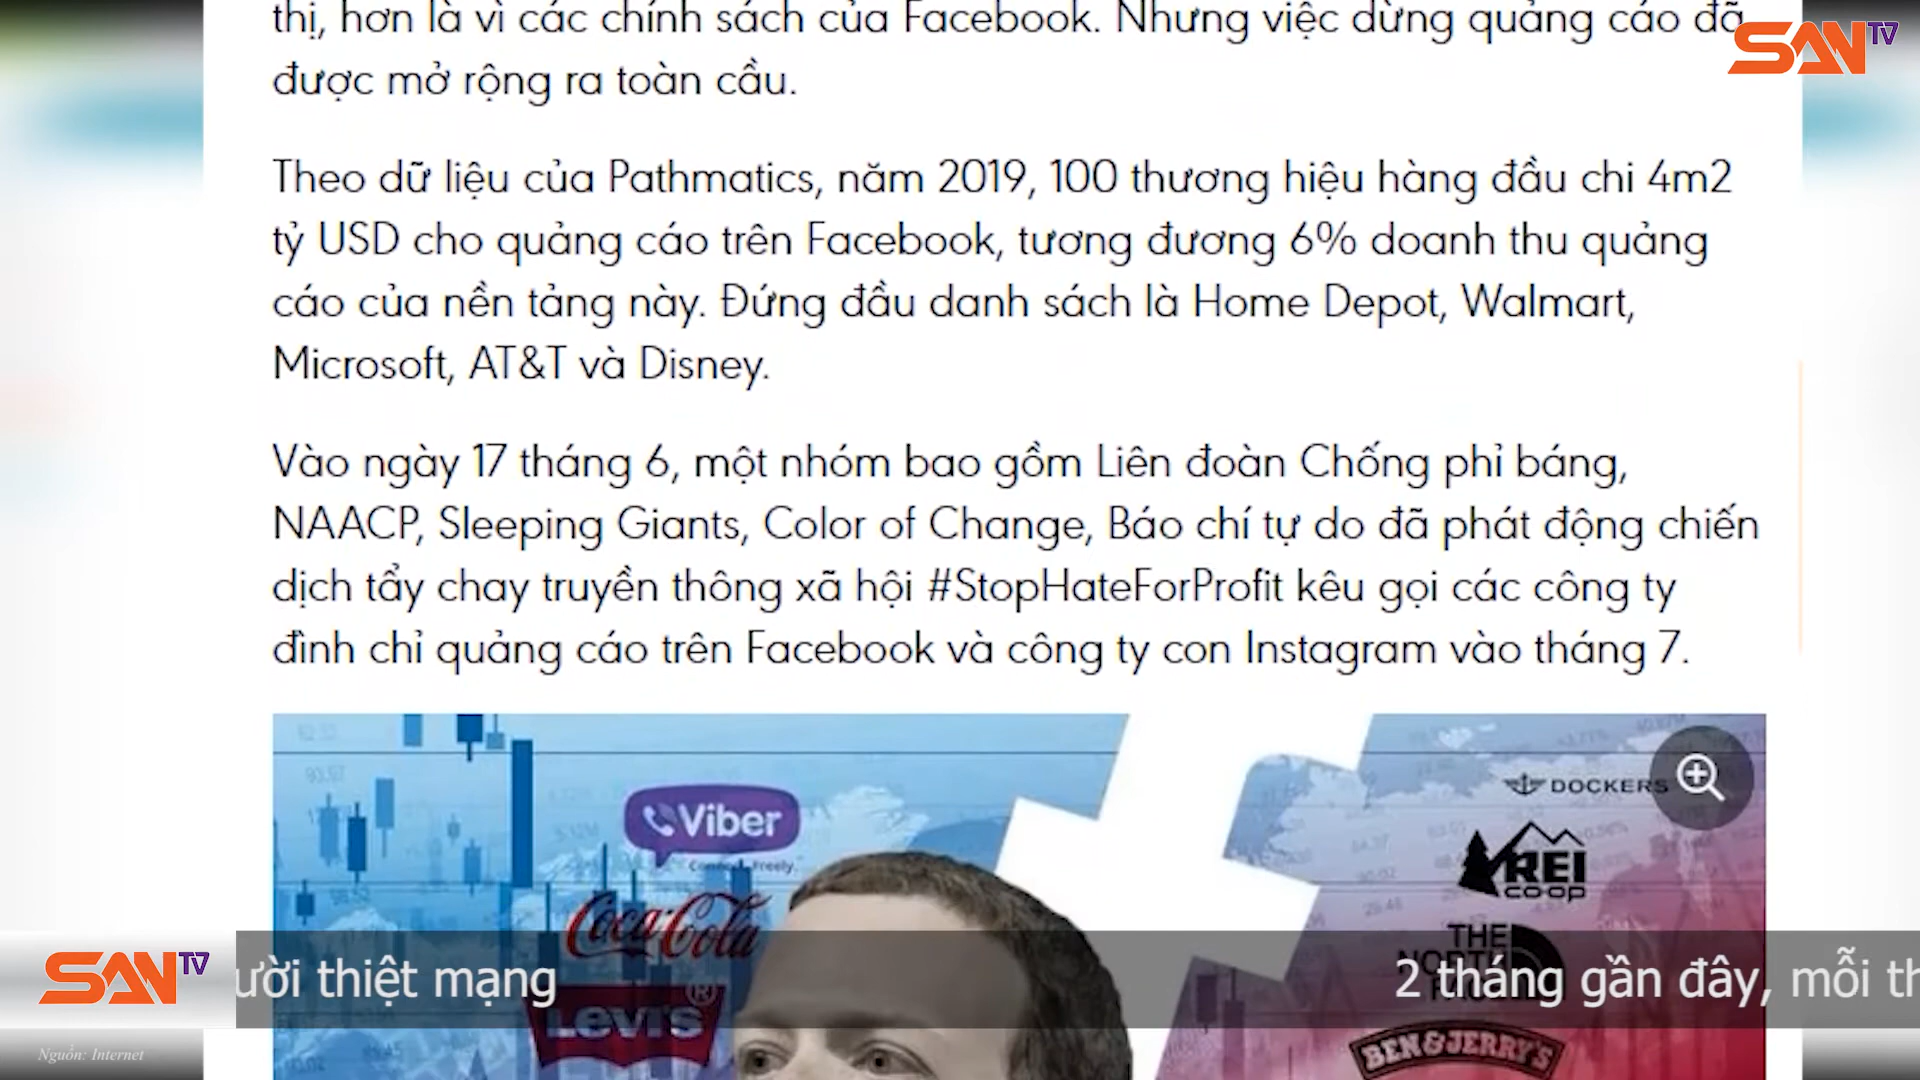 thị, hơn là vì các chính sách của Facebook. Nhưng việc dừng quảng cáo đã
được mở rộng ra toàn cầu.
SAN TV
Theo dữ liệu của Pathmatics, năm 2019, 100 thương hiệu hàng đầu chi 4m2
tỷ USD cho quảng cáo trên Facebook, tương đương 6% doanh thu quảng
cáo của nền tảng này. Đứng đầu danh sách là Home Depot, Walmart,
Microsoft, AT&T và Disney.
Vào ngày 17 tháng 6, một nhóm bao gồm Liên đoàn Chống phỉ báng,
NAACP, Sleeping Giants, Color of Change, Báo chí tự do đã phát động chiến
dịch tẩy chay truyền thông xã hội #StopHateForProfit kêu gọi các công ty
đình chỉ quảng cáo trên Facebook và công ty con Instagram vào tháng 7.
Viber
DOCKERS
REI
CO·OP
Coca-Cola
THE
NORTH
SAN TV
ười thiệt mạng
2 tháng gần đây, mỗi th
LEVI'S
BEN&JERRY'S
Nguồn: Internet